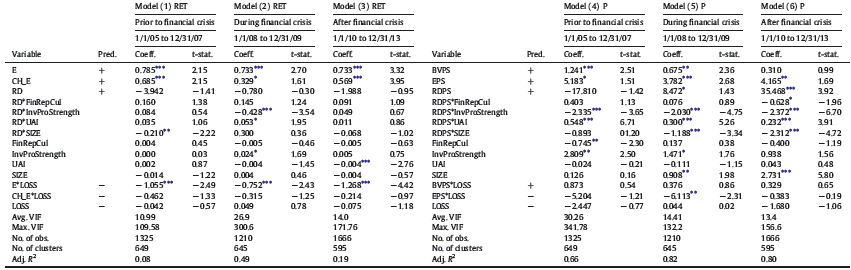 Model (1) RET Model (2) RET Model (3) RET Model (4) P Model (5) P Model (6) P
Prior to financial crisis During financial crisis After financial crisis Prior to financial crisis During financial crisis After financial crisis
1/1/05 to 12/31/07 1/1/08 to 12/31/09 1/1/10 to 12/31/13 1/1/05 to 12/31/07 1/1/08 to 12/31/09 1/1/10 to 12/31/13
Variable Pred. Coeff. t-stat. Coeff. t-stat. Coeff. t-stat. Variable Pred. Coeff. t-stat. Coeff. t-stat. Coeff. t-stat.
E + 0.785*** 2.15 0.733*** 2.70 0.733*** 3.32 BVPS + 1.241*** 2.51 0.675** 2.36 0.310 0.99
CH_E + 0.685*** 2.15 0.329* 1.61 0.569*** 3.95 EPS + 5.183* 1.51 3.782*** 2.68 4.165** 1.69
RD + −3.942 −1.41 −0.780 −0.30 −1.988 −0.95 RDPS + −17.810 −1.42 8.472* 1.43 35.468*** 3.92
RD*FinRepCul 0.160 1.38 0.145 1.24 0.091 1.09 RDPS*FinRepCul 0.403 1.13 0.076 0.89 −0.628* −1.96
RD*InvProStrength 0.084 0.54 −0.428*** −3.54 0.049 0.67 RDPS*InvProStrength −2.335*** −3.65 −2.030*** −4.75 −2.372*** −6.70
RD*UAI 0.035 1.06 0.053* 1.95 0.011 0.86 RDPS*UAI 0.548*** 6.71 0.300*** 5.26 0.232*** 3.91
RD*SIZE −0.210** −2.22 0.300 0.36 −0.068 −1.02 RDPS*SIZE −0.893 01.20 −1.188*** −3.34 −2.312*** −4.72
FinRepCul 0.004 0.45 −0.005 −0.46 −0.005 −0.63 FinRepCul −0.745** −2.30 0.137 0.38 −0.400 −1.19
InvProStrength 0.000 0.03 0.024* 1.69 0.005 0.75 InvProStrength 2.809** 2.50 1.471* 1.76 0.938 1.56
UAI 0.002 0.87 −0.004 −1.45 −0.004*** −2.76 UAI −0.024 −0.21 −0.111 −1.15 0.043 0.48
SIZE −0.014 −1.22 0.004 0.46 −0.004 −0.57 SIZE 0.126 0.16 0.908** 1.98 2.731*** 5.80
E*LOSS − −1.055*** −2.49 −0.752*** −2.43 −1.268*** −4.42 BVPS*LOSS + 0.873 0.54 0.376 0.86 0.329 0.65
CH_E*LOSS − −0.462 −1.33 −0.315 −1.25 −0.214 −0.97 EPS*LOSS − −5.204 −1.21 −6.113** −2.31 −0.383 −0.19
LOSS − −0.042 −0.57 0.049 0.78 −0.075 −1.18 LOSS − −2.447 −0.77 0.044 0.02 −1.680 −1.06
Avg. VIF 10.99 26.9 14.0 30.26 14.41 13.4
Max. VIF 109.58 300.6 171.76 341.78 132.2 156.6
No. of obs. 1325 1210 1666 1325 1210 1666
No. of clusters 649 645 595 649 645 595
Adj. R² 0.08 0.49 0.19 0.66 0.82 0.80